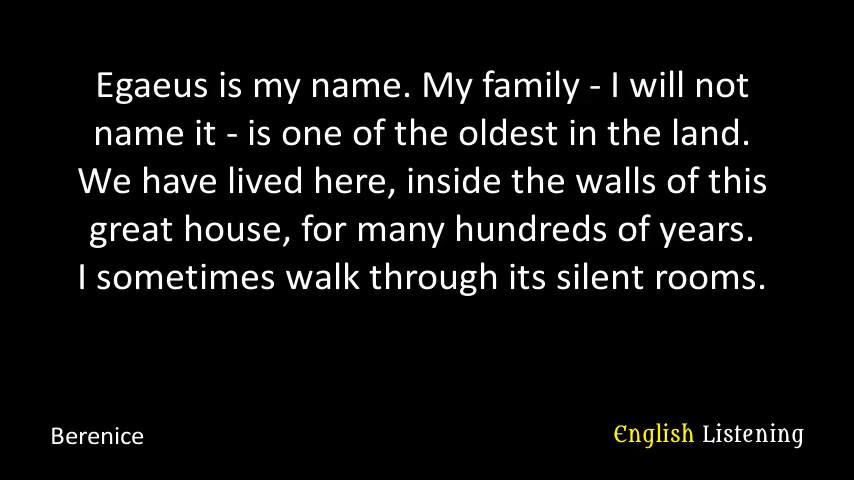 Egaeus is my name. My family - I will not
name it - is one of the oldest in the land.
We have lived here, inside the walls of this
great house, for many hundreds of years.
I sometimes walk through its silent rooms.
Berenice
English Listening